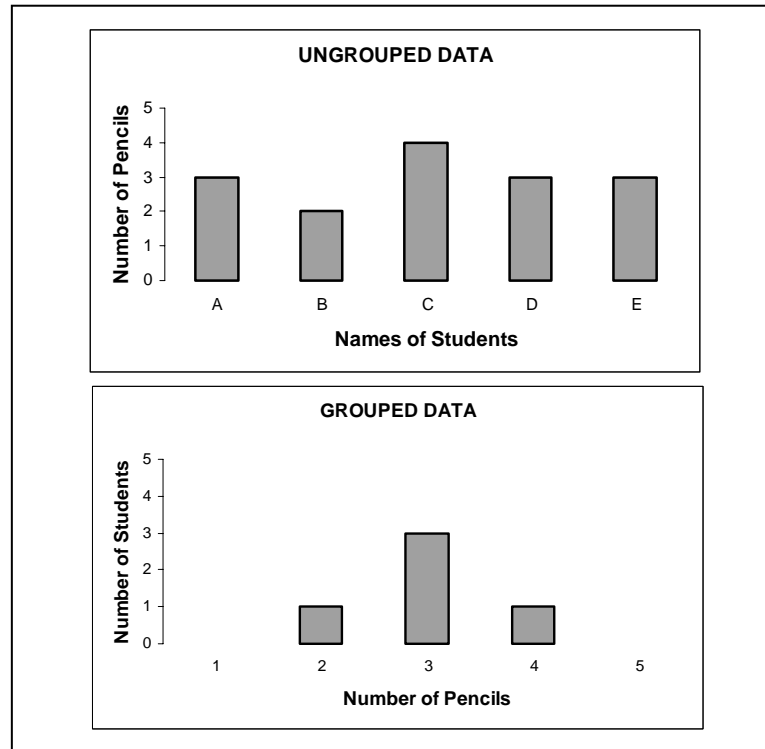 UNGROUPED DATA
Number of Pencils
5
4
3
2
1
0
A B C D E
Names of Students
GROUPED DATA
Number of Students
5
4
3
2
1
0
1 2 3 4 5
Number of Pencils